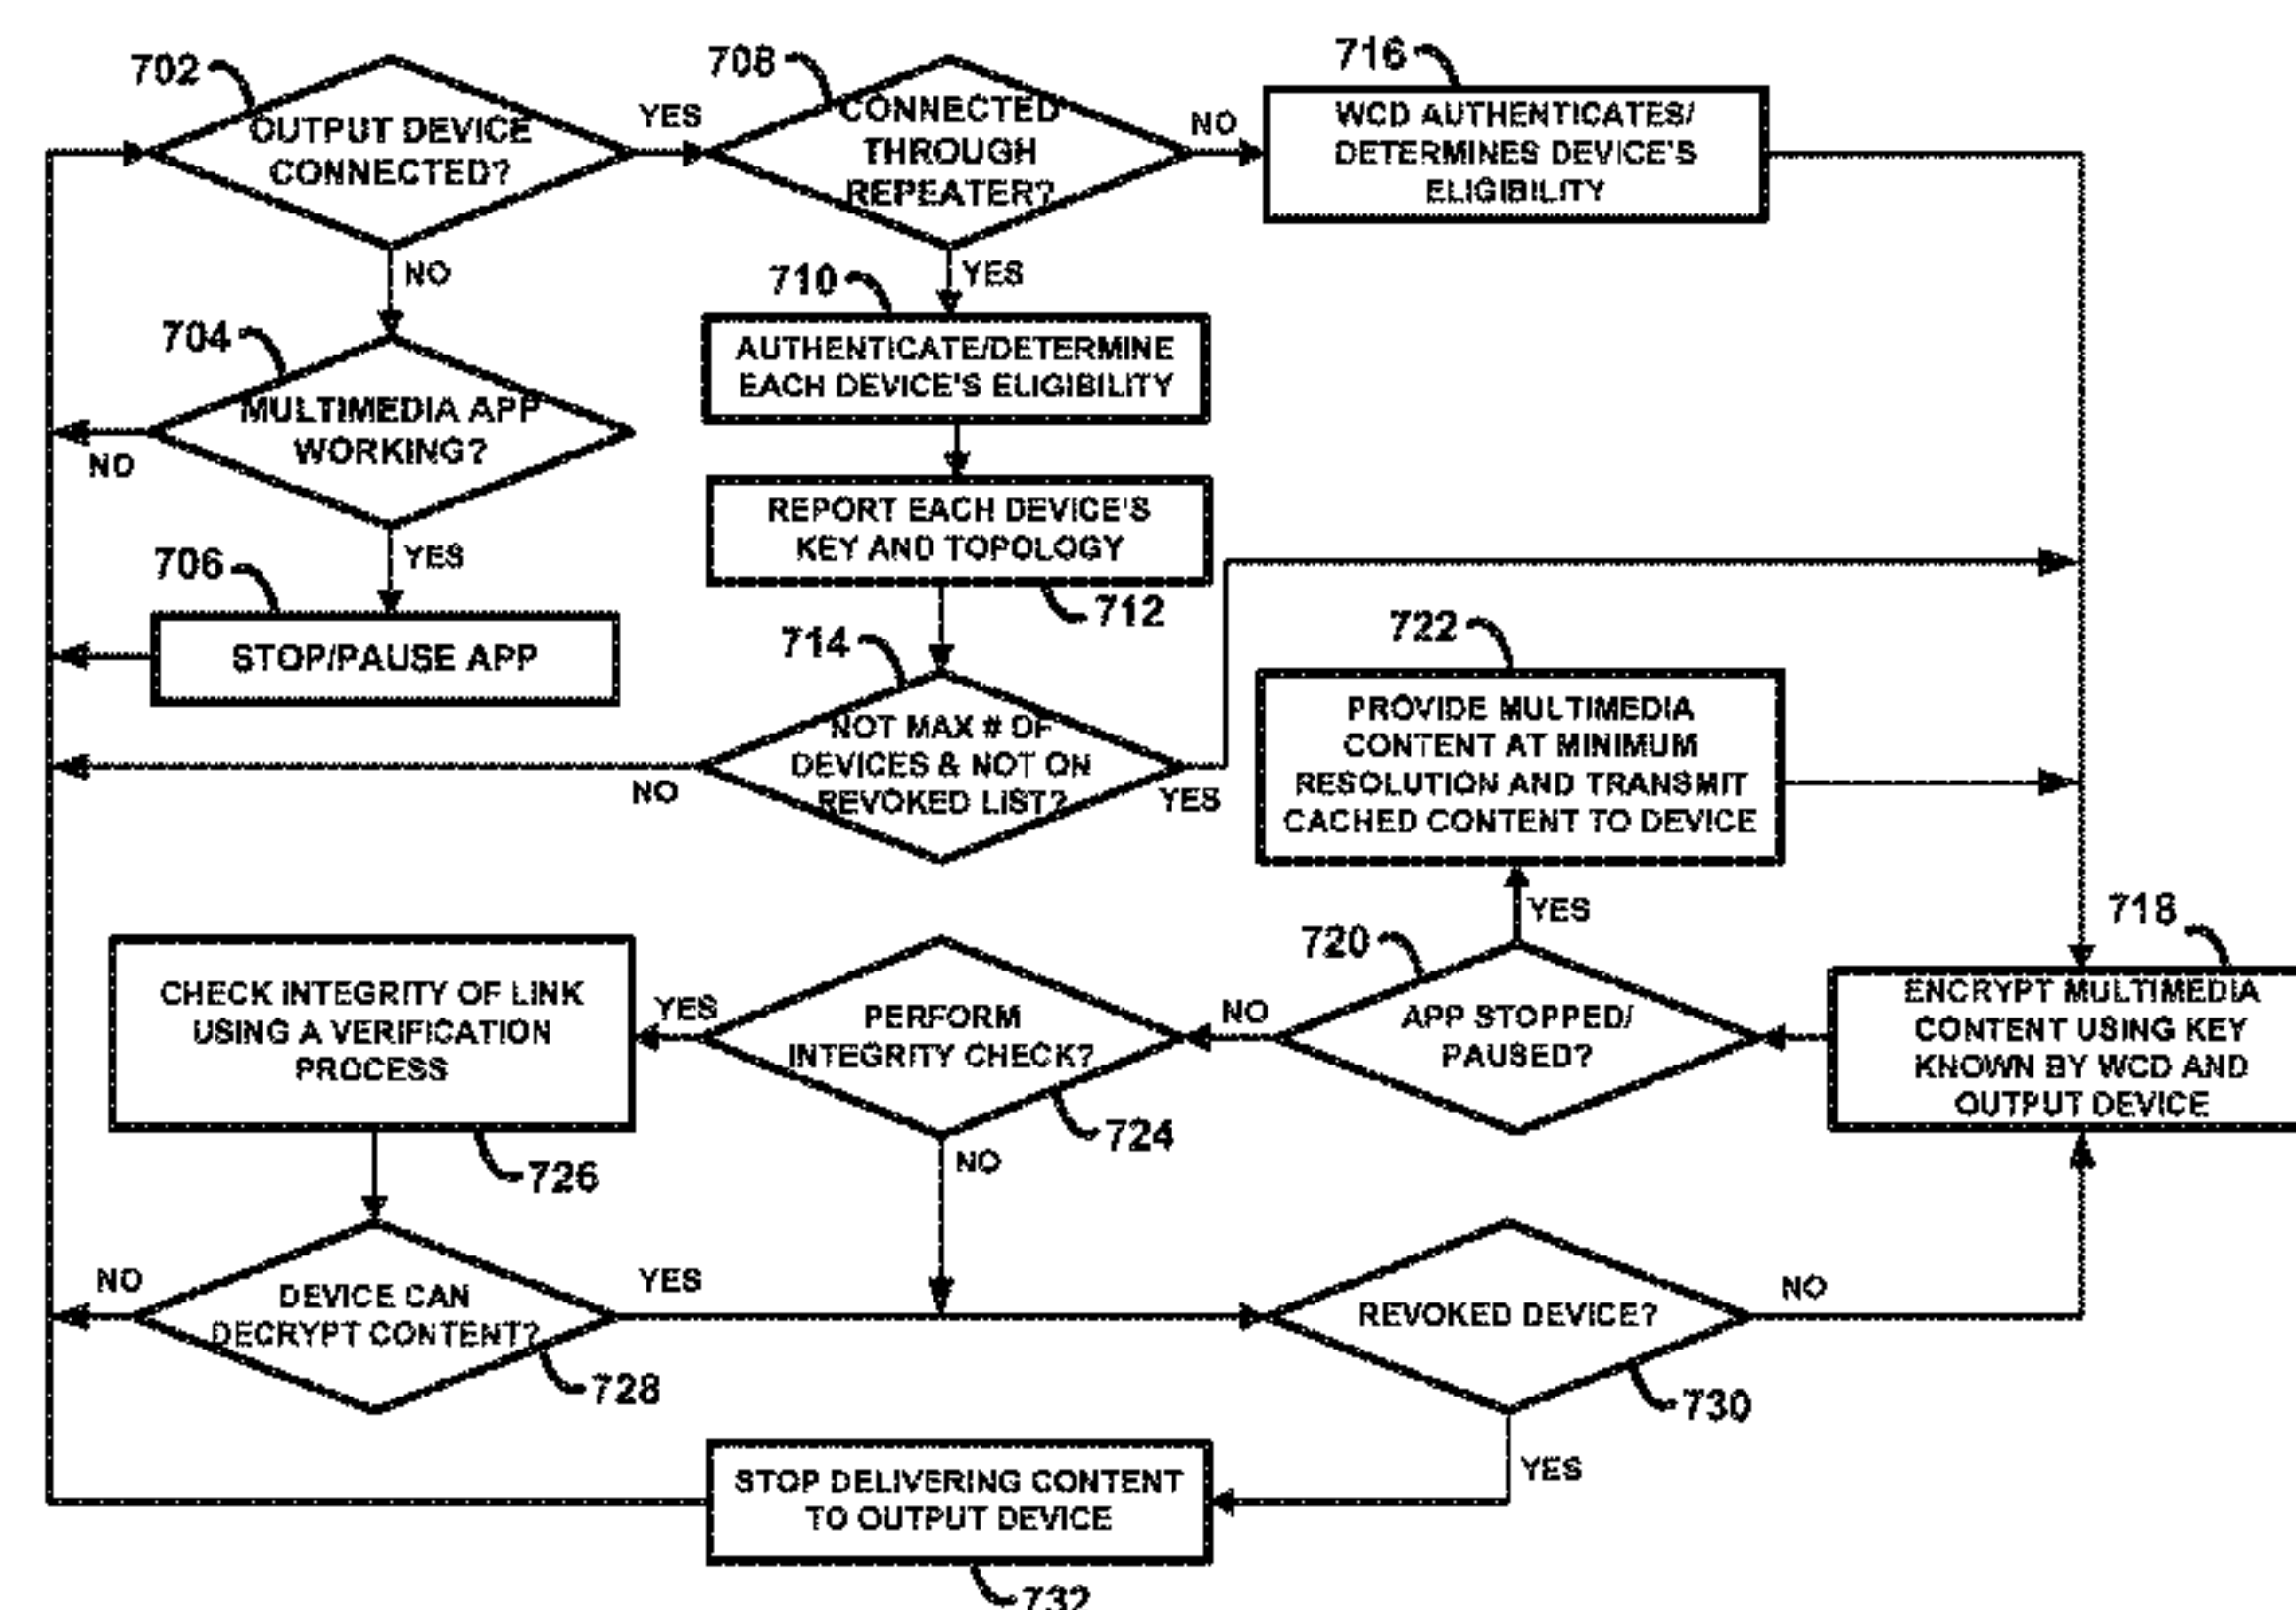 702
OUTPUT DEVICE
CONNECTED?
YES
NO
708
CONNECTED
THROUGH
REPEATER?
NO
YES
716
WCD AUTHENTICATES/
DETERMINES DEVICE'S
ELIGIBILITY
704
MULTIMEDIA APP
WORKING?
NO
YES
710
AUTHENTICATE/DETERMINE
EACH DEVICE'S ELIGIBILITY
REPORT EACH DEVICE'S
KEY AND TOPOLOGY
712
706
STOP/PAUSE APP
714
NOT MAX # OF
DEVICES & NOT ON
REVOKED LIST?
NO
YES
722
PROVIDE MULTIMEDIA
CONTENT AT MINIMUM
RESOLUTION AND TRANSMIT
CACHED CONTENT TO DEVICE
YES
718
ENCRYPT MULTIMEDIA
CONTENT USING KEY
KNOWN BY WCD AND
OUTPUT DEVICE
720
APP STOPPED/
PAUSED?
NO
PERFORM
INTEGRITY CHECK?
724
YES
NO
CHECK INTEGRITY OF LINK
USING A VERIFICATION
PROCESS
726
NO
DEVICE CAN
DECRYPT CONTENT?
728
YES
REVOKED DEVICE?
730
NO
YES
STOP DELIVERING CONTENT
TO OUTPUT DEVICE
732